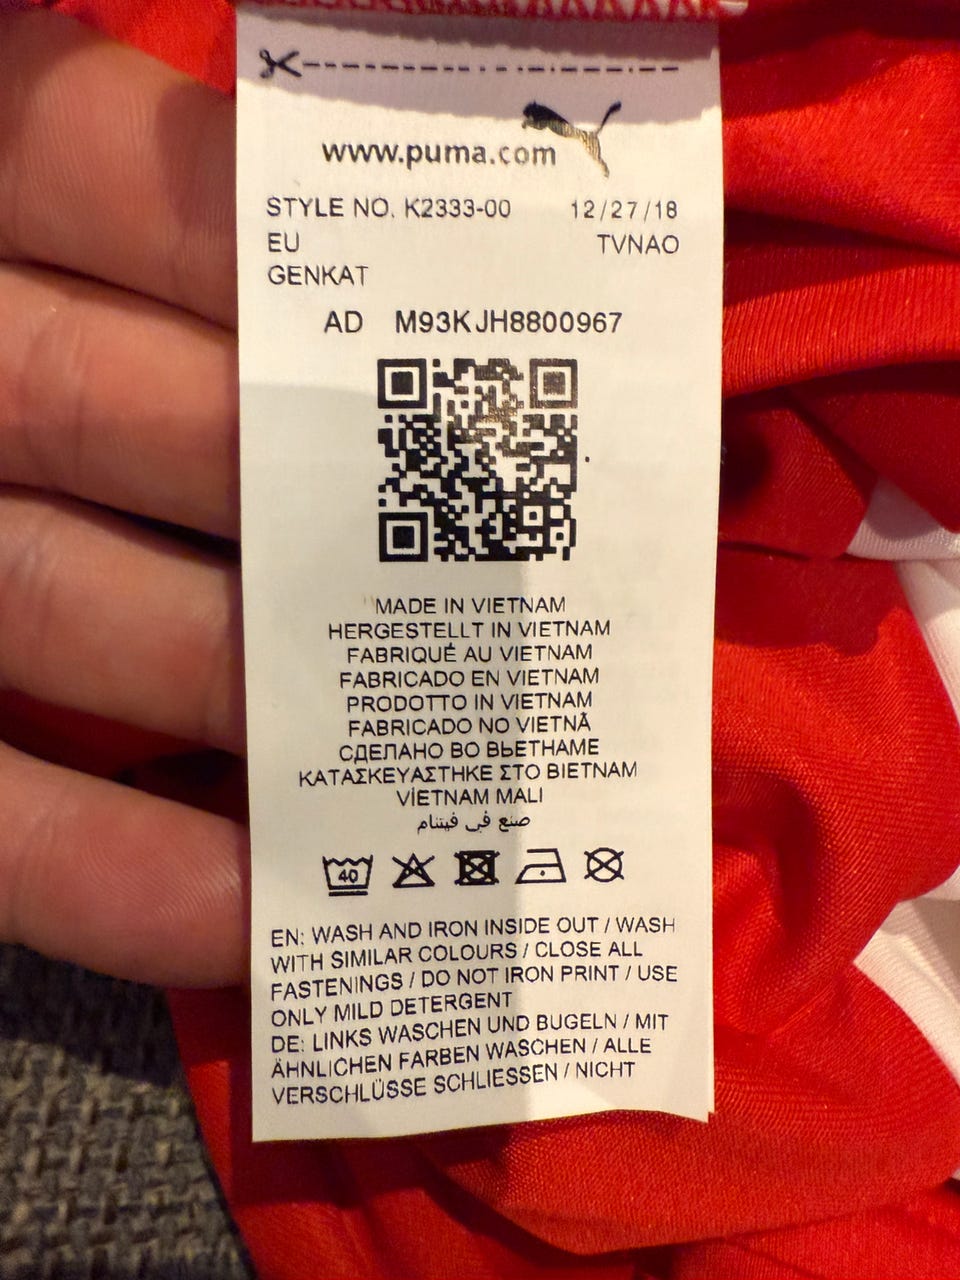 www.puma.com
STYLE NO. K2333-00 12/27/18
EU TVNAO
GENKAT
AD M93KJH8800967
MADE IN VIETNAM
HERGESTELLT IN VIETNAM
FABRIQUÉ AU VIETNAM
FABRICADO EN VIETNAM
PRODOTTO IN VIETNAM
FABRICADO NO VIETNÃ
СДЕЛАНО ВО ВЬЕТНАМЕ
ΚΑΤΑΣΚΕΥΑΣΤΗΚΕ ΣΤΟ ΒΙΕΤΝΑΜ
VİETNAM MALI
صنع في فيتنام
40
EN: WASH AND IRON INSIDE OUT / WASH
WITH SIMILAR COLOURS / CLOSE ALL
FASTENINGS / DO NOT IRON PRINT / USE
ONLY MILD DETERGENT
DE: LINKS WASCHEN UND BUGELN / MIT
ÄHNLICHEN FARBEN WASCHEN / ALLE
VERSCHLÜSSE SCHLIESSEN / NICHT